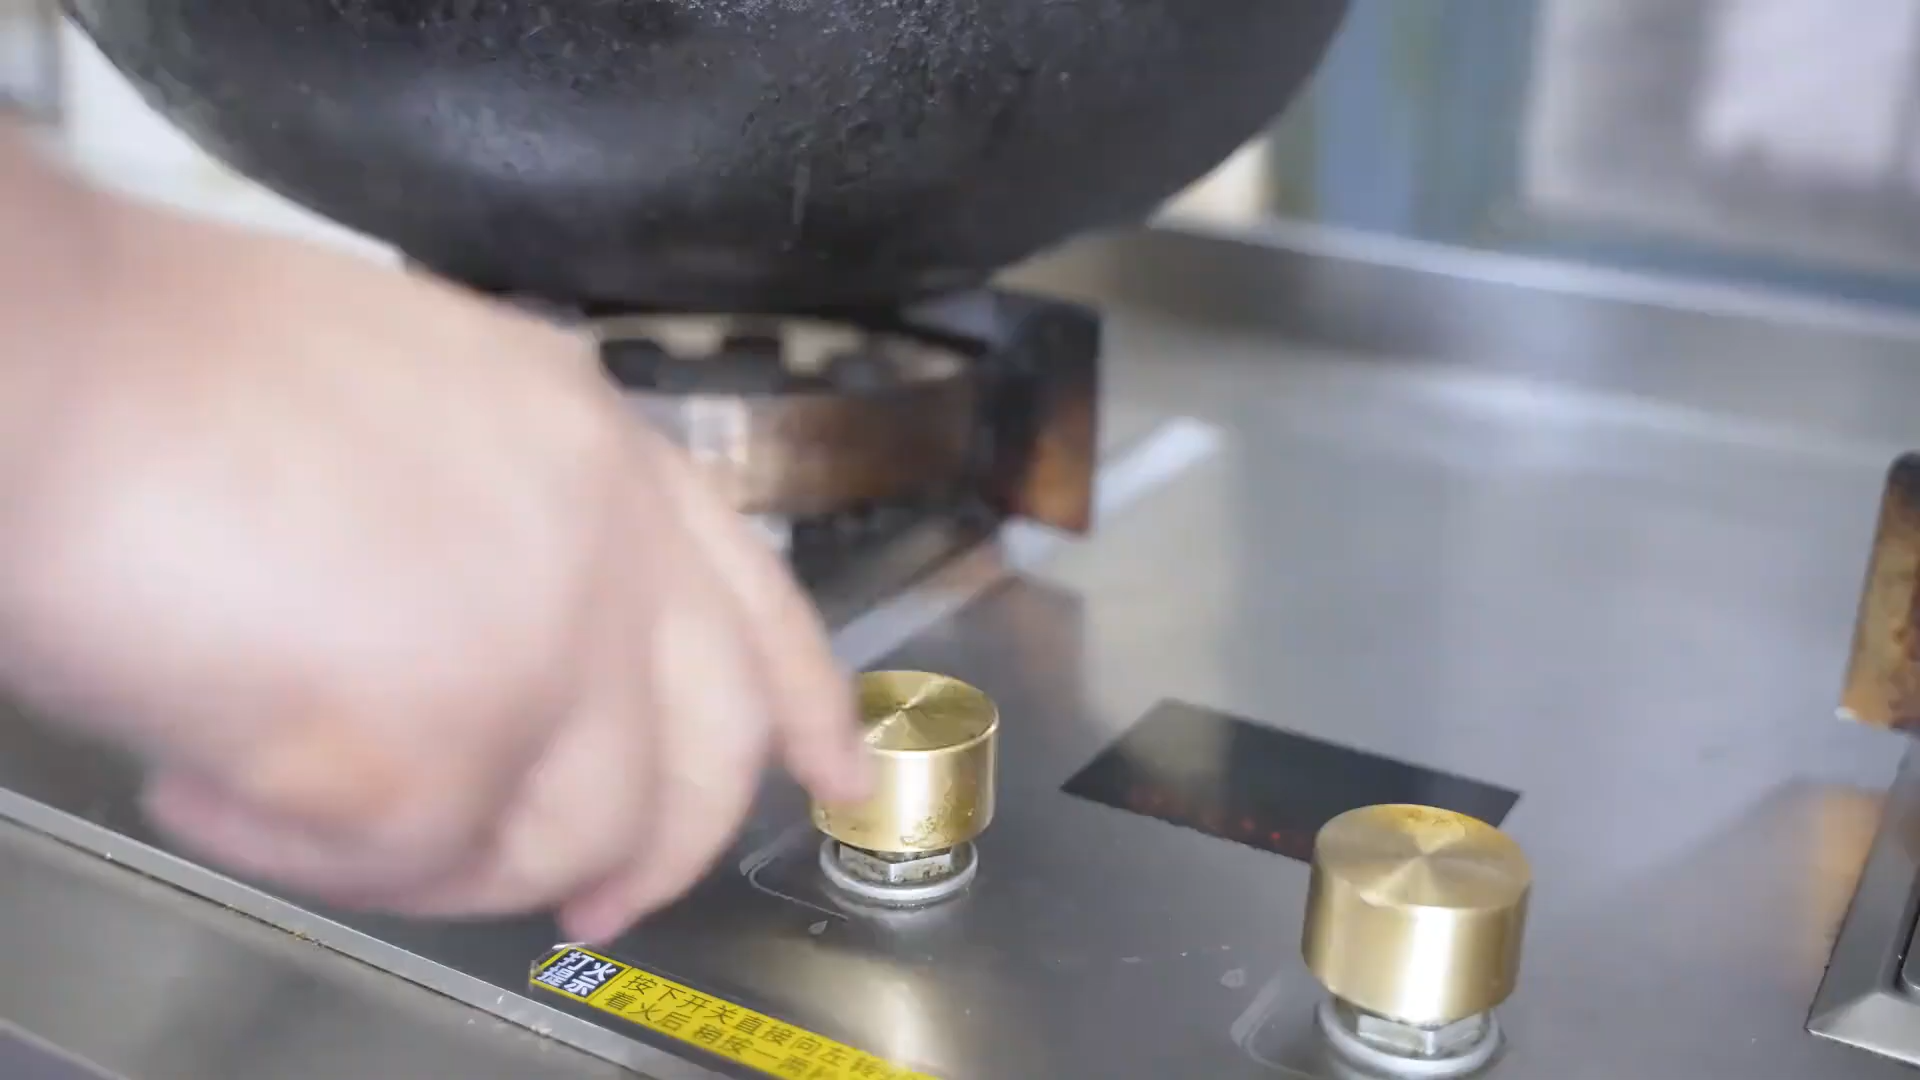 打火
提示
按下开关直接向左转
着火后 稍按一两秒